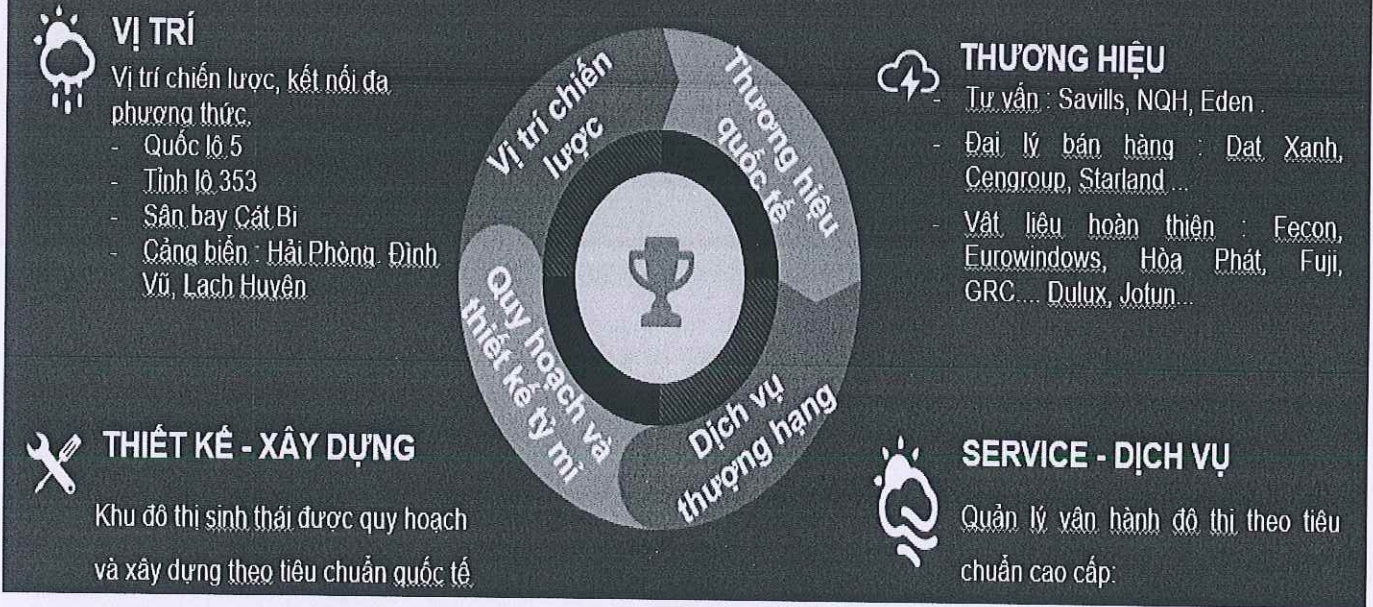 VỊ TRÍ
Vị trí chiến lược, kết nối đa
phương thức.
- Quốc lộ 5
- Tỉnh lộ 353
- Sân bay Cát Bi
- Cảng biển : Hải Phòng. Đình
Vũ, Lạch Huyện
Vị trí chiến
lược
Thương hiệu
quốc tế
Quy hoạch và
thiết kế tỷ mỉ
Dịch vụ
thượng hạng
THƯƠNG HIỆU
- Tư vấn : Savills, NQH, Eden .
- Đại lý bán hàng : Dat Xanh,
Cengroup, Starland ...
- Vật liệu hoàn thiện : Fecon,
Eurowindows, Hòa Phát, Fuji,
GRC.... Dulux, Jotun...
THIẾT KẾ - XÂY DỰNG
Khu đô thị sinh thái được quy hoạch
và xây dựng theo tiêu chuẩn quốc tế
SERVICE - DỊCH VỤ
Quản lý vận hành đô thị theo tiêu
chuẩn cao cấp: